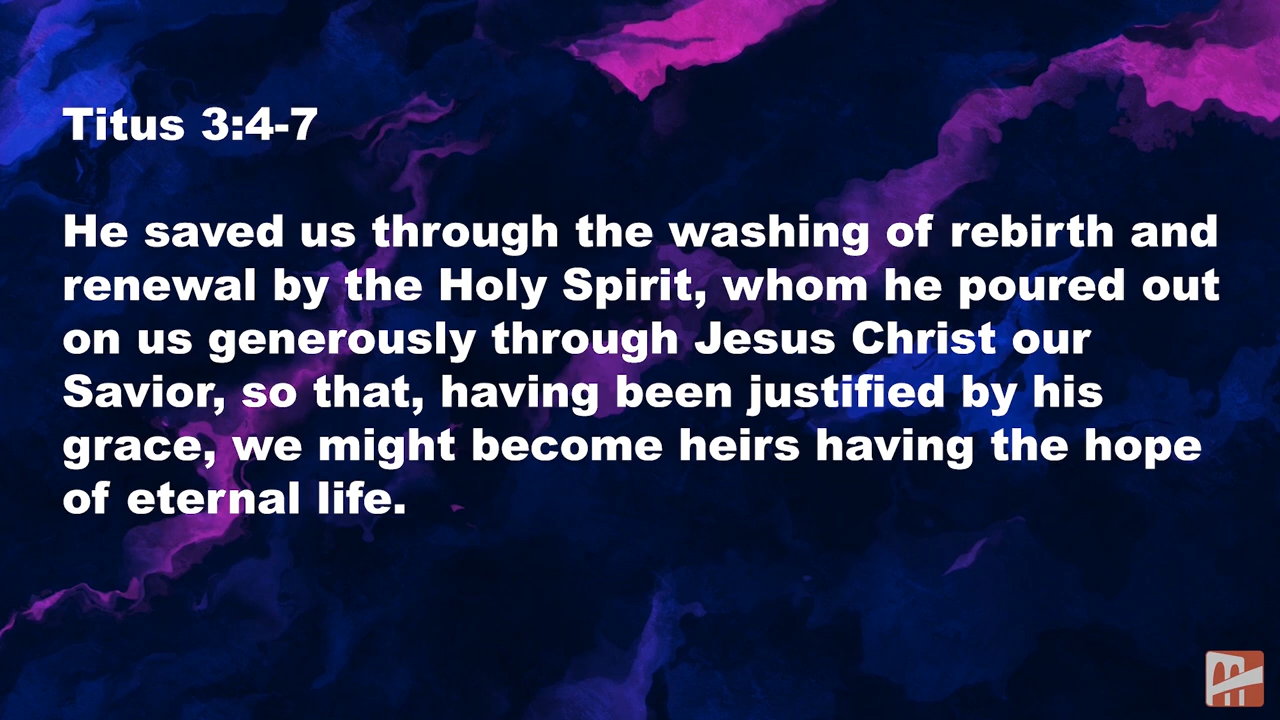 Titus 3:4-7
He saved us through the washing of rebirth and
renewal by the Holy Spirit, whom he poured out
on us generously through Jesus Christ our
Savior, so that, having been justified by his
grace, we might become heirs having the hope
of eternal life.